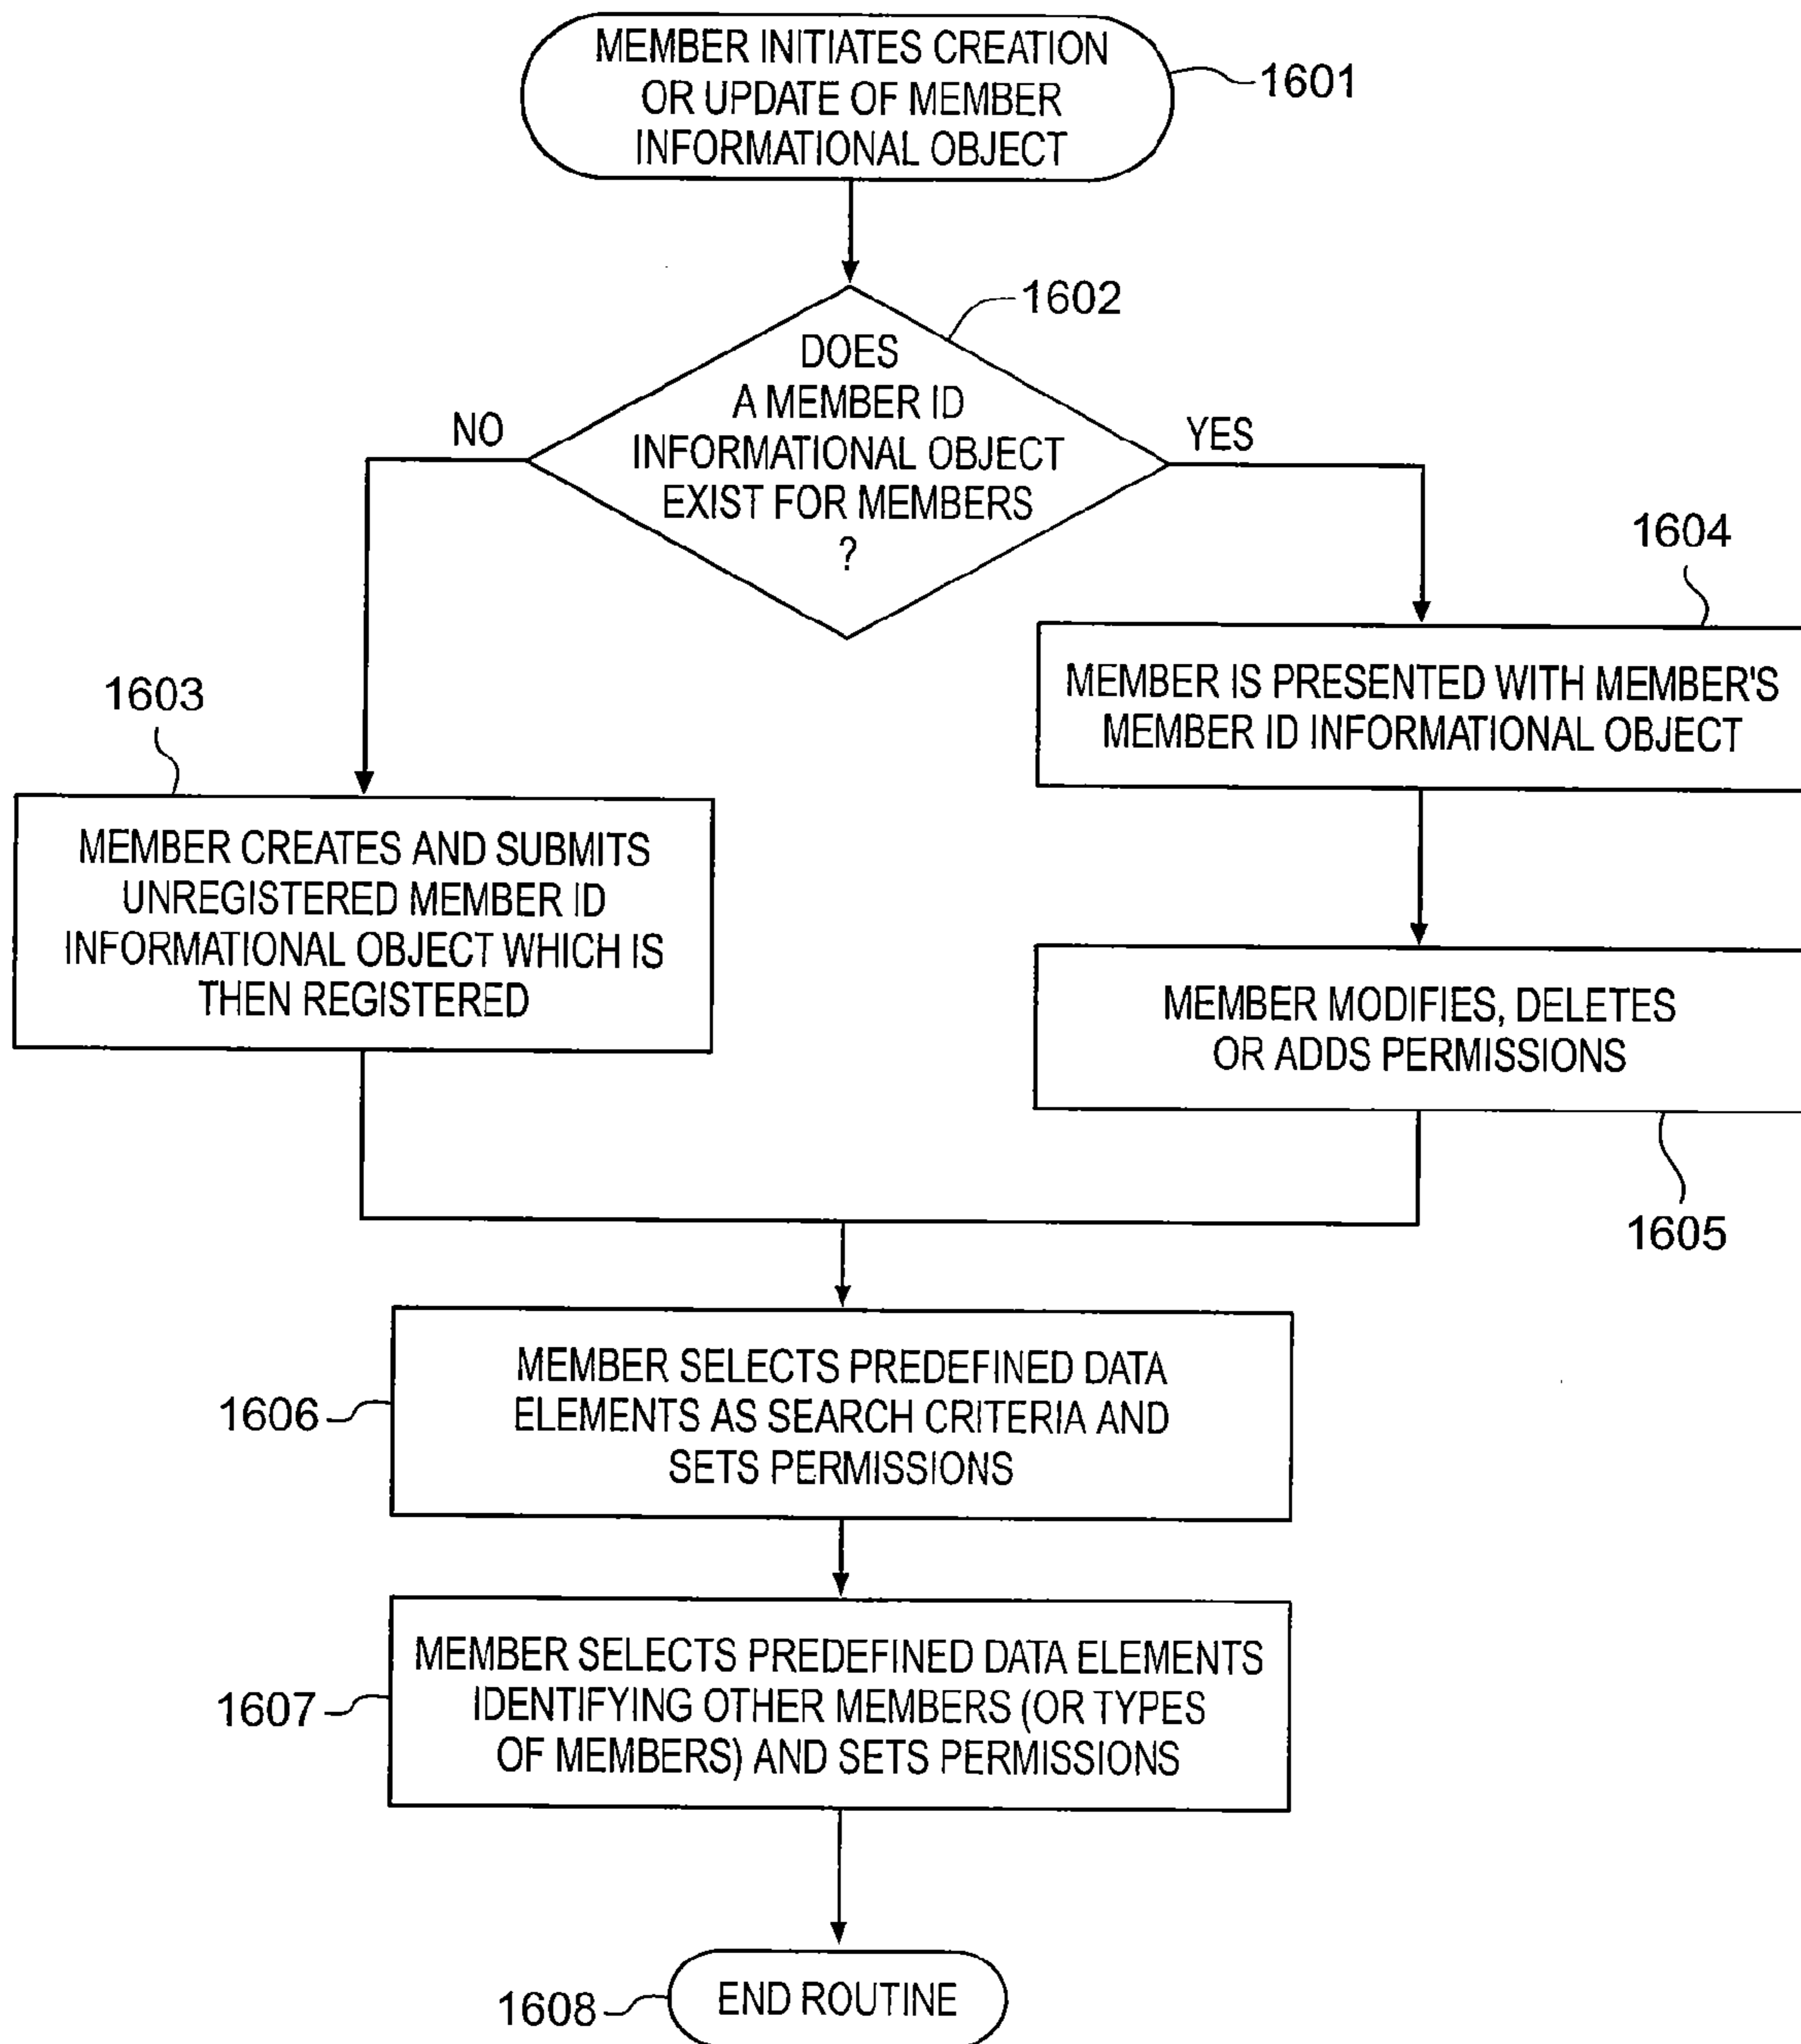 MEMBER INITIATES CREATION
OR UPDATE OF MEMBER
INFORMATIONAL OBJECT
1601
1602
DOES
A MEMBER ID
INFORMATIONAL OBJECT
EXIST FOR MEMBERS
?
NO
YES
1604
MEMBER IS PRESENTED WITH MEMBER'S
MEMBER ID INFORMATIONAL OBJECT
1603
MEMBER CREATES AND SUBMITS
UNREGISTERED MEMBER ID
INFORMATIONAL OBJECT WHICH IS
THEN REGISTERED
MEMBER MODIFIES, DELETES
OR ADDS PERMISSIONS
1605
MEMBER SELECTS PREDEFINED DATA
ELEMENTS AS SEARCH CRITERIA AND
SETS PERMISSIONS
1606
MEMBER SELECTS PREDEFINED DATA ELEMENTS
IDENTIFYING OTHER MEMBERS (OR TYPES
OF MEMBERS) AND SETS PERMISSIONS
1607
END ROUTINE
1608